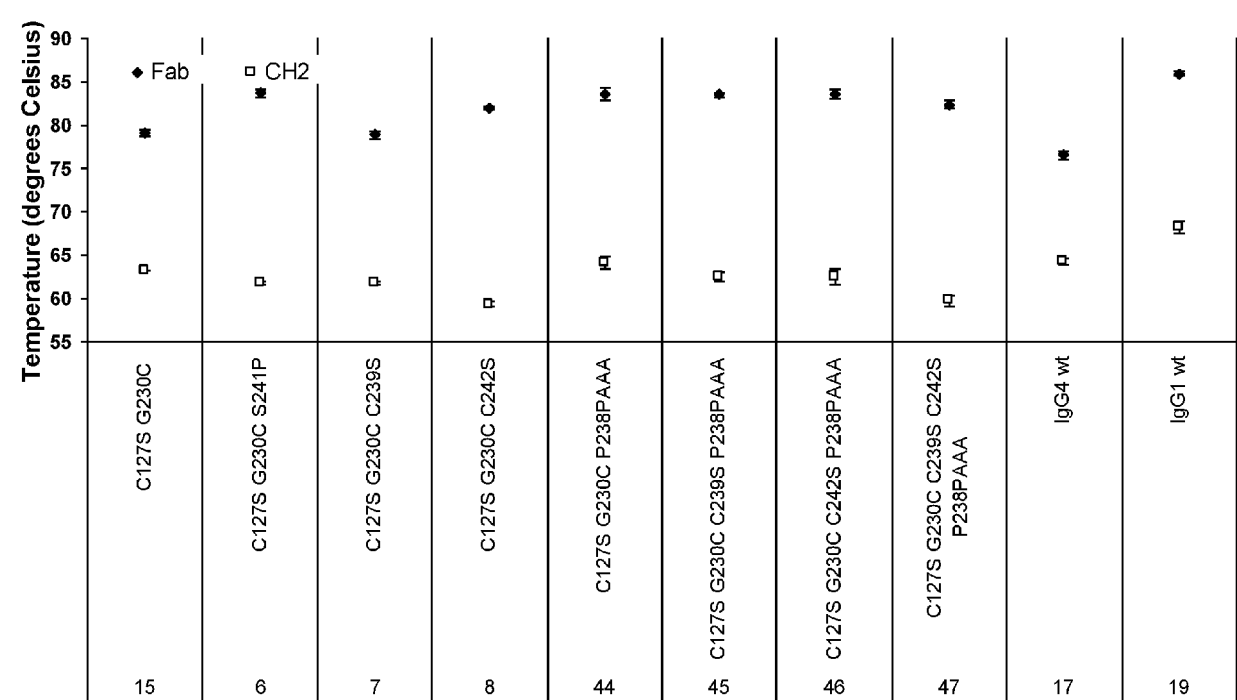 Temperature (degrees Celsius)
90
85
80
75
70
65
60
55
Fab
CH2
C127S G230C
C127S G230C S241P
C127S G230C C239S
C127S G230C C242S
C127S G230C P238PAAA
C127S G230C C239S P238PAAA
C127S G230C C242S P238PAAA
C127S G230C C239S C242S
P238PAAA
IgG4 wt
IgG1 wt
15 6 7 8 44 45 46 47 17 19